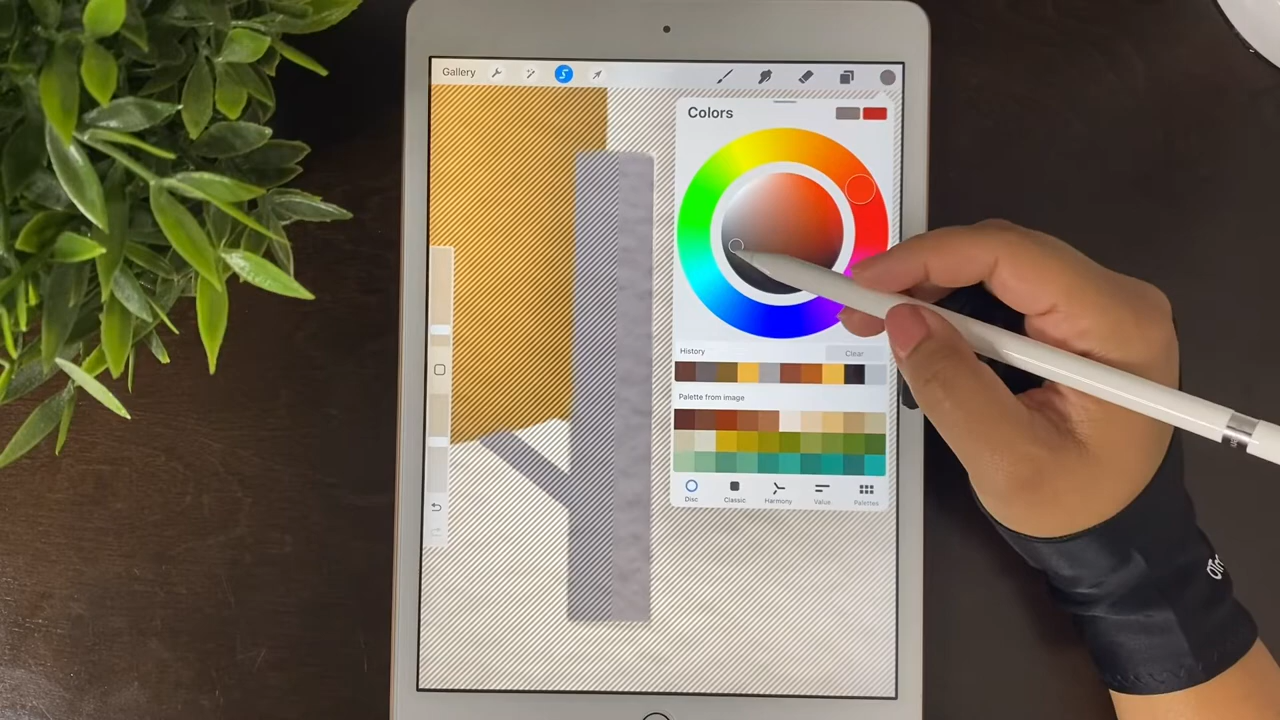 Gallery
Colors
History
Clear
Palette from image
Disc
Classic
Harmony
Value
Palettes